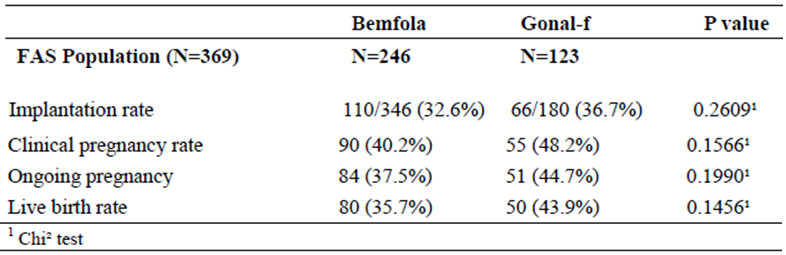 Bemfola Gonal-f P value
FAS Population (N=369) N=246 N=123
Implantation rate 110/346 (32.6%) 66/180 (36.7%) 0.2609¹
Clinical pregnancy rate 90 (40.2%) 55 (48.2%) 0.1566¹
Ongoing pregnancy 84 (37.5%) 51 (44.7%) 0.1990¹
Live birth rate 80 (35.7%) 50 (43.9%) 0.1456¹
¹ Chi² test